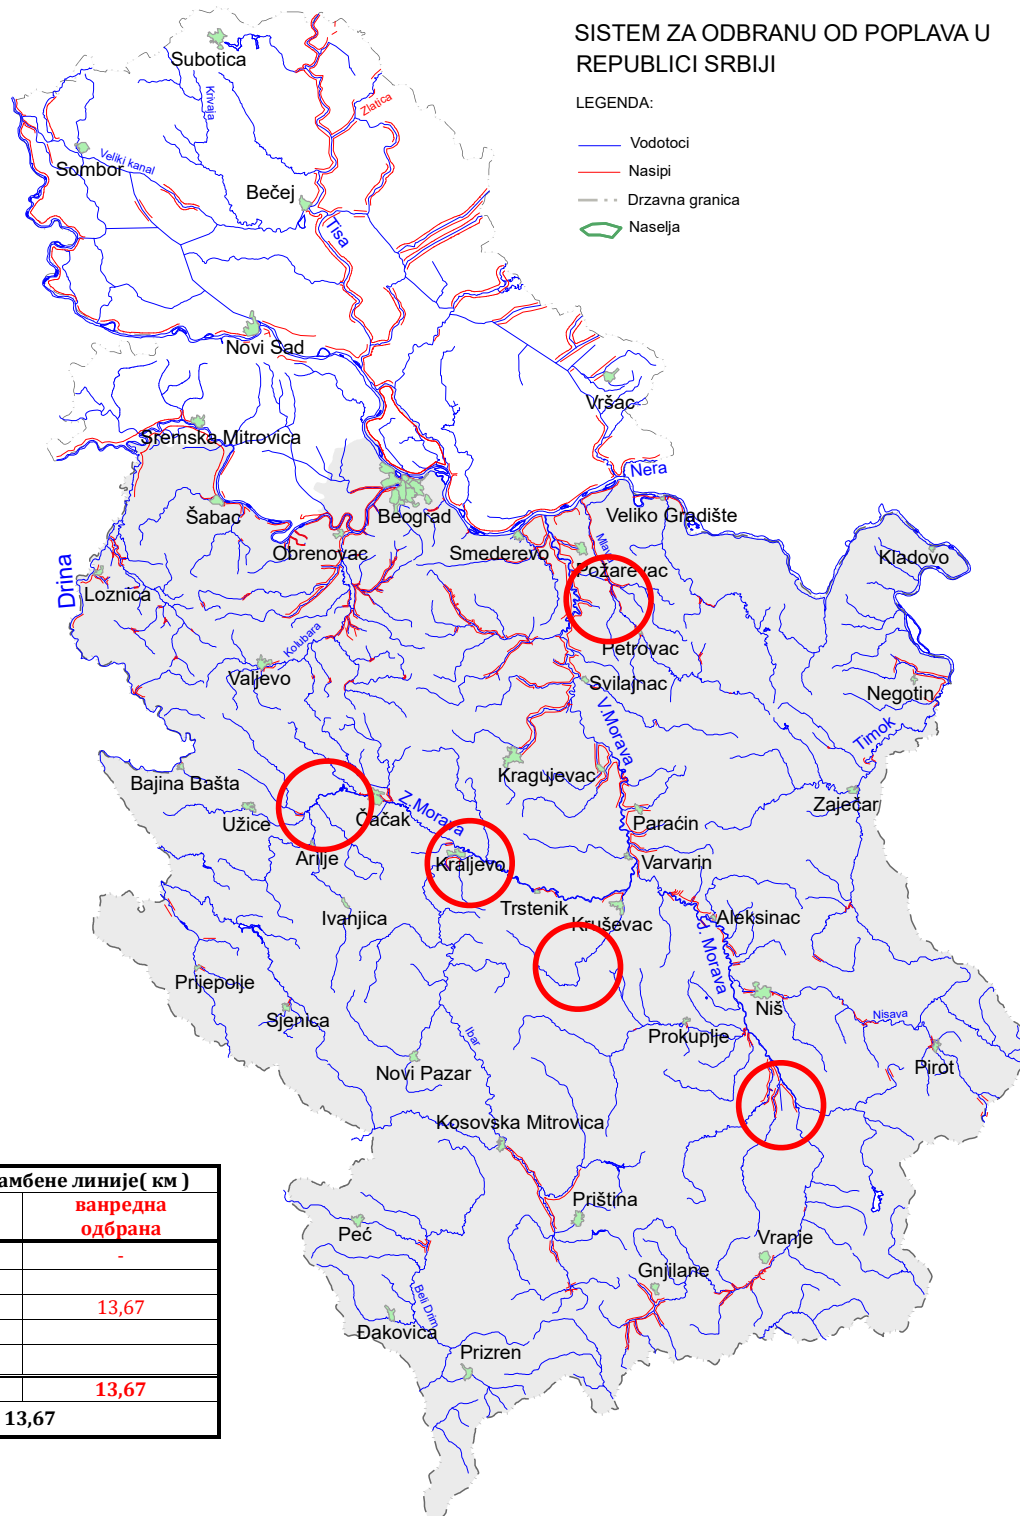 SISTEM ZA ODBRANU OD POPLAVA U
REPUBLICI SRBIJI
LEGENDA:
Vodotoci
Nasipi
Drzavna granica
Naselja
Subotica
Krivaja
Zlatica
Sombor
Veliki kanal
Bečej
Tisa
Novi Sad
Vršac
Sremska Mitrovica
Nera
Šabac
Beograd
Veliko Gradište
Obrenovac
Smederevo
Mlava
Kladovo
Drina
Loznica
Požarevac
Kolubara
Petrovac
Valjevo
Svilajnac
Negotin
V.Morava
Timok
Bajina Bašta
Kragujevac
Zaječar
Užice
Čačak
Z.Morava
Paraćin
Arilje
Kraljevo
Varvarin
Ivanjica
Trstenik
Kruševac
Aleksinac
J. Morava
Prijepolje
Niš
Nisava
Sjenica
Ibar
Prokuplje
Novi Pazar
Pirot
Kosovska Mitrovica
Priština
Peć
Vranje
Gnjilane
Beli Drim
Đakovica
Prizren
амбене линије( км )
ванредна
одбрана
-
13,67
13,67
13,67